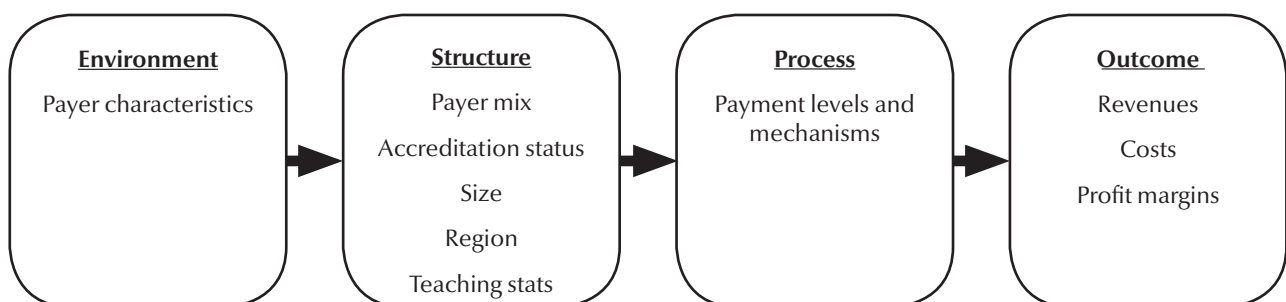 Environment
Payer characteristics
Structure
Payer mix
Accreditation status
Size
Region
Teaching stats
Process
Payment levels and
mechanisms
Outcome
Revenues
Costs
Profit margins